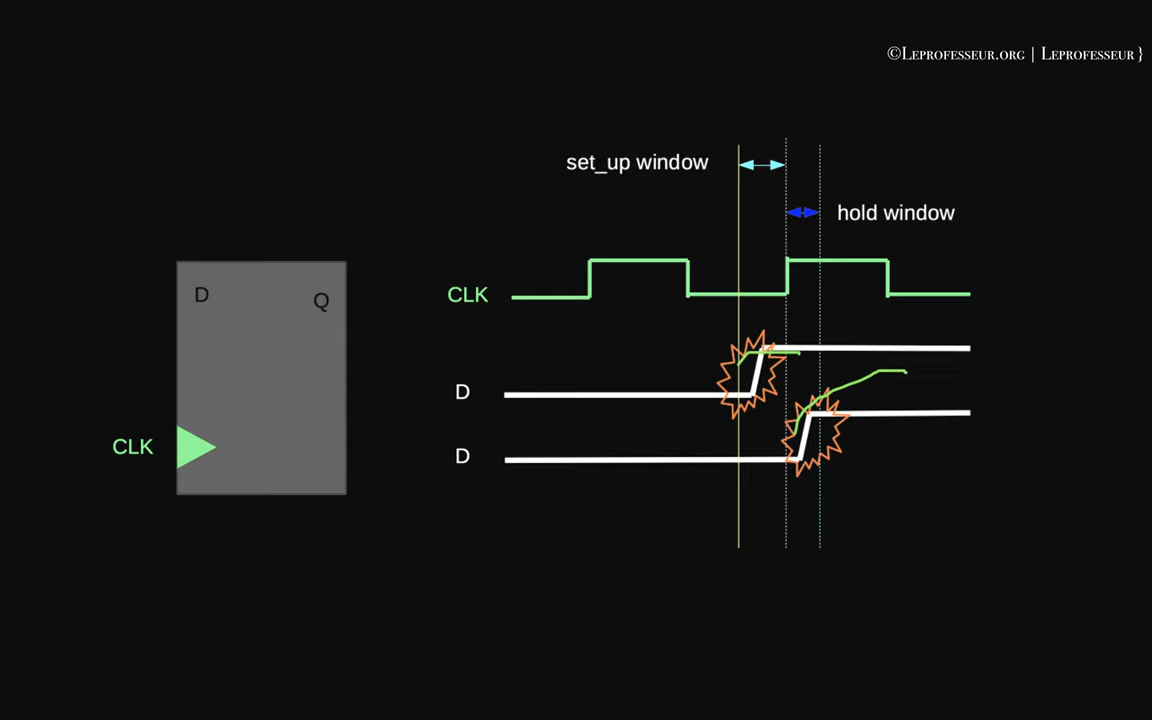 ©Leprofesseur.org | Leprofesseur}
set_up window
hold window
D
Q
CLK
CLK
D
D